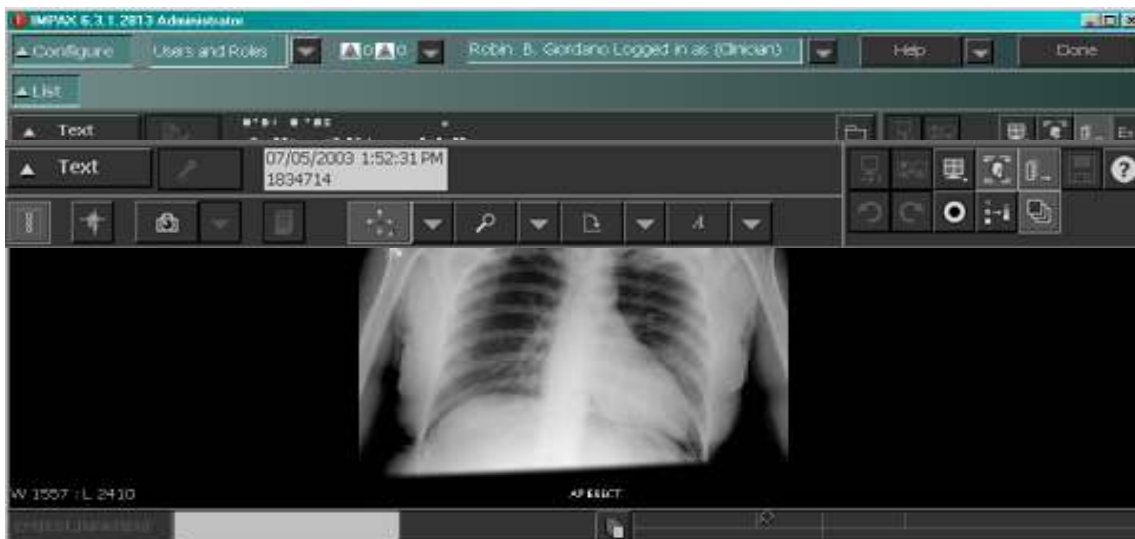 IMPAX 6.3.1.2813 Administrator
Configure
Users and Roles
Robin. B. Giordano Logged in as (Clinician)
Help
Done
List
Text
Text
07/05/2003 1:52:31 PM
1834714
A
W 1557 : L 2410
AP ERECT